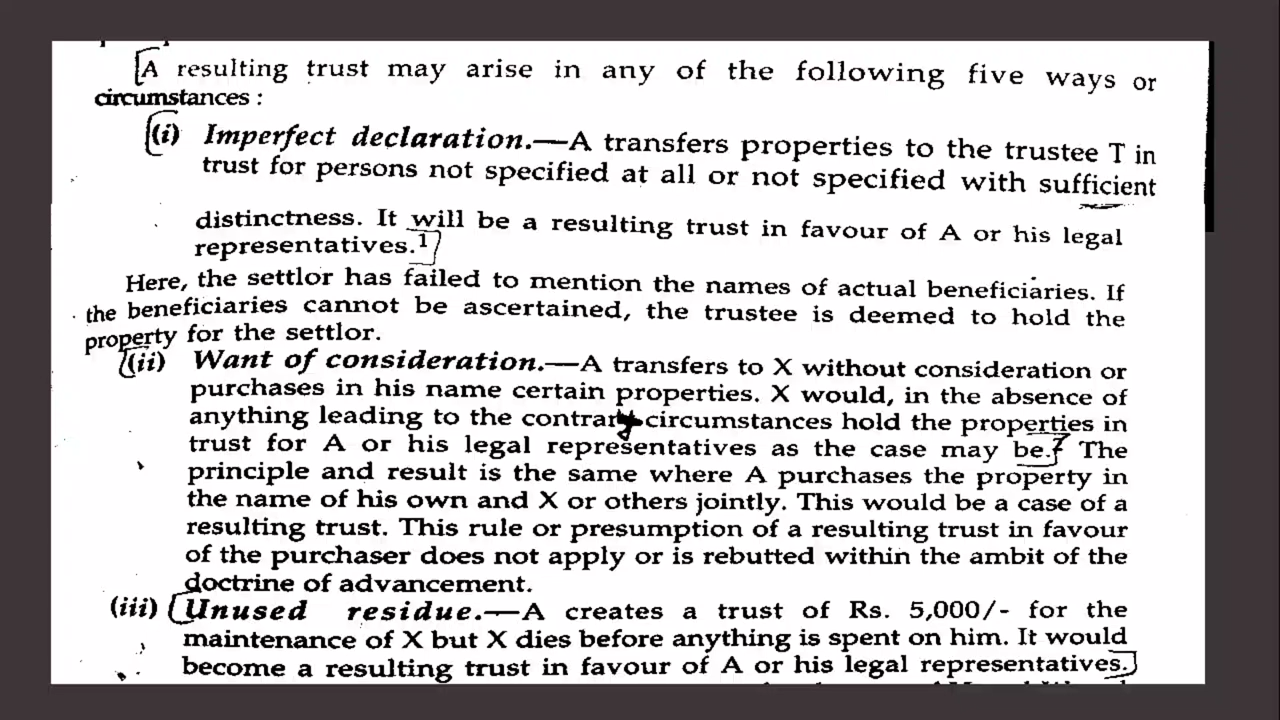 A resulting trust may arise in any of the following five ways or
circumstances :
(i) Imperfect declaration.—A transfers properties to the trustee T in
trust for persons not specified at all or not specified with sufficient
distinctness. It will be a resulting trust in favour of A or his legal
representatives.1
Here, the settlor has failed to mention the names of actual beneficiaries. If
the beneficiaries cannot be ascertained, the trustee is deemed to hold the
property for the settlor.
(ii) Want of consideration.—A transfers to X without consideration or
purchases in his name certain properties. X would, in the absence of
anything leading to the contrary circumstances hold the properties in
trust for A or his legal representatives as the case may be. The
principle and result is the same where A purchases the property in
the name of his own and X or others jointly. This would be a case of a
resulting trust. This rule or presumption of a resulting trust in favour
of the purchaser does not apply or is rebutted within the ambit of the
doctrine of advancement.
(iii) Unused residue.—A creates a trust of Rs. 5,000/- for the
maintenance of X but X dies before anything is spent on him. It would
become a resulting trust in favour of A or his legal representatives.